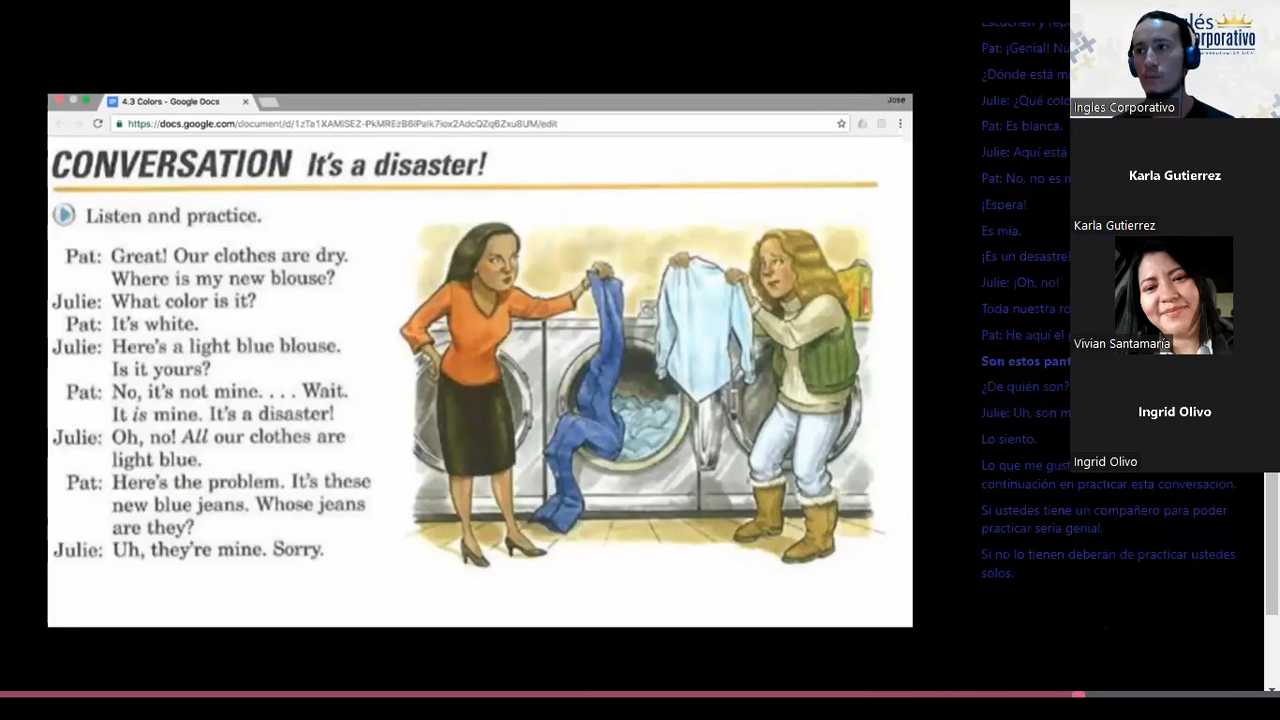 4.3 Colors - Google Docs
Jose
https://docs.google.com/document/d/
/edit
CONVERSATION It's a disaster!
Listen and practice.
Pat: Great! Our clothes are dry.
Where is my new blouse?
Julie: What color is it?
Pat: It's white.
Julie: Here's a light blue blouse.
Is it yours?
Pat: No, it's not mine. . . . Wait.
It is mine. It's a disaster!
Julie: Oh, no! All our clothes are
light blue.
Pat: Here's the problem. It's these
new blue jeans. Whose jeans
are they?
Julie: Uh, they're mine. Sorry.
Pat: ¡Genial!
¿Dónde está
Julie: ¿Qué
Pat: Es blanca.
Julie: Aquí está
Pat: No, no es
¡Espera!
Es mía.
¡Es un desastre!
Julie: ¡Oh, no!
Toda nuestra
Pat: He aquí el
Son estos
¿De quién son?
Julie: Uh, son
Lo siento.
Lo que me
continuación en practicar esta conversación.
Si ustedes tiene un compañero para poder
practicar seria genial.
Si no lo tienen deberán de practicar ustedes
solos.
Ingles Corporativo
Karla Gutierrez
Karla Gutierrez
Vivian Santamaría
Ingrid Olivo
Ingrid Olivo